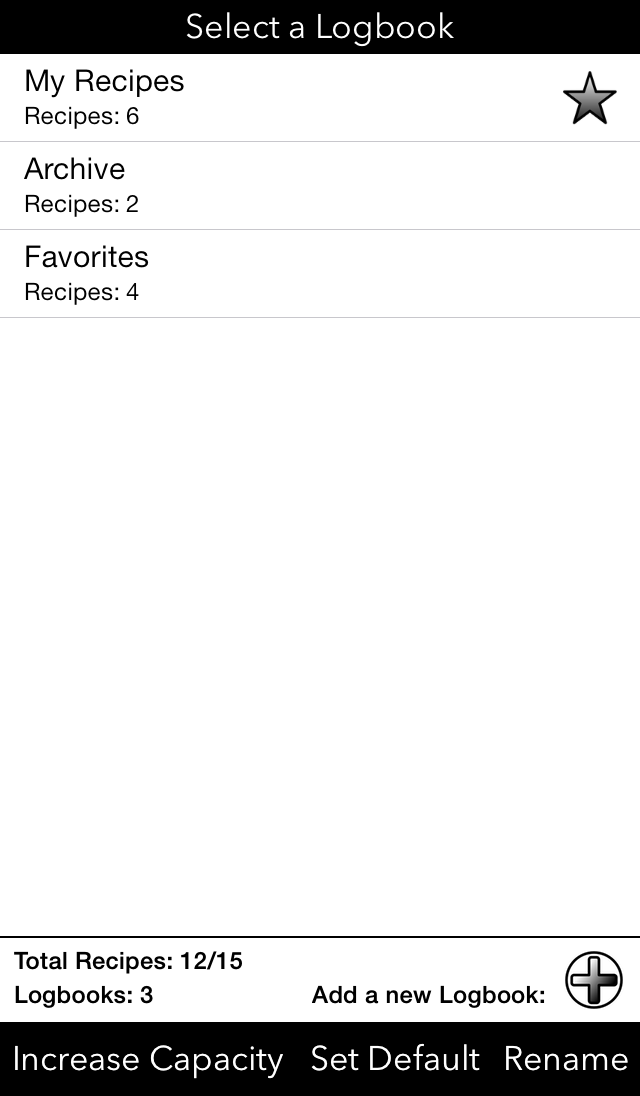 Select a Logbook
My Recipes
Recipes: 6
Archive
Recipes: 2
Favorites
Recipes: 4
Total Recipes: 12/15
Logbooks: 3
Add a new Logbook:
Increase Capacity
Set Default
Rename